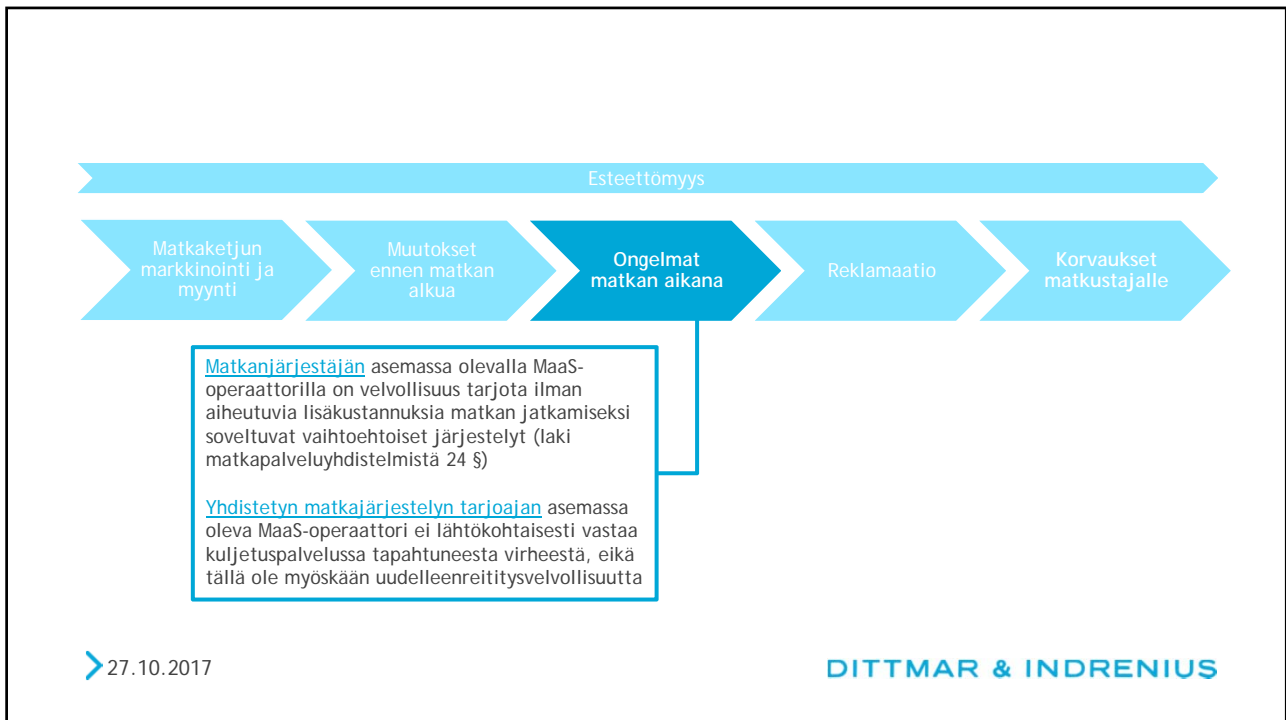 Esteettömyys
Matkaketjun
markkinointi ja
myynti
Muutokset
ennen matkan
alkua
Ongelmat
matkan aikana
Reklamaatio
Korvaukset
matkustajalle
Matkanjärjestäjän asemassa olevalla MaaS-
operaattorilla on velvollisuus tarjota ilman
aiheutuvia lisäkustannuksia matkan jatkamiseksi
soveltuvat vaihtoehtoiset järjestelyt (laki
matkapalveluyhdistelmistä 24 §)
Yhdistetyn matkajärjestelyn tarjoajan asemassa
oleva MaaS-operaattori ei lähtökohtaisesti vastaa
kuljetuspalvelussa tapahtuneesta virheestä, eikä
tällä ole myöskään uudelleenreititysvelvollisuutta
27.10.2017
DITTMAR & INDRENIUS